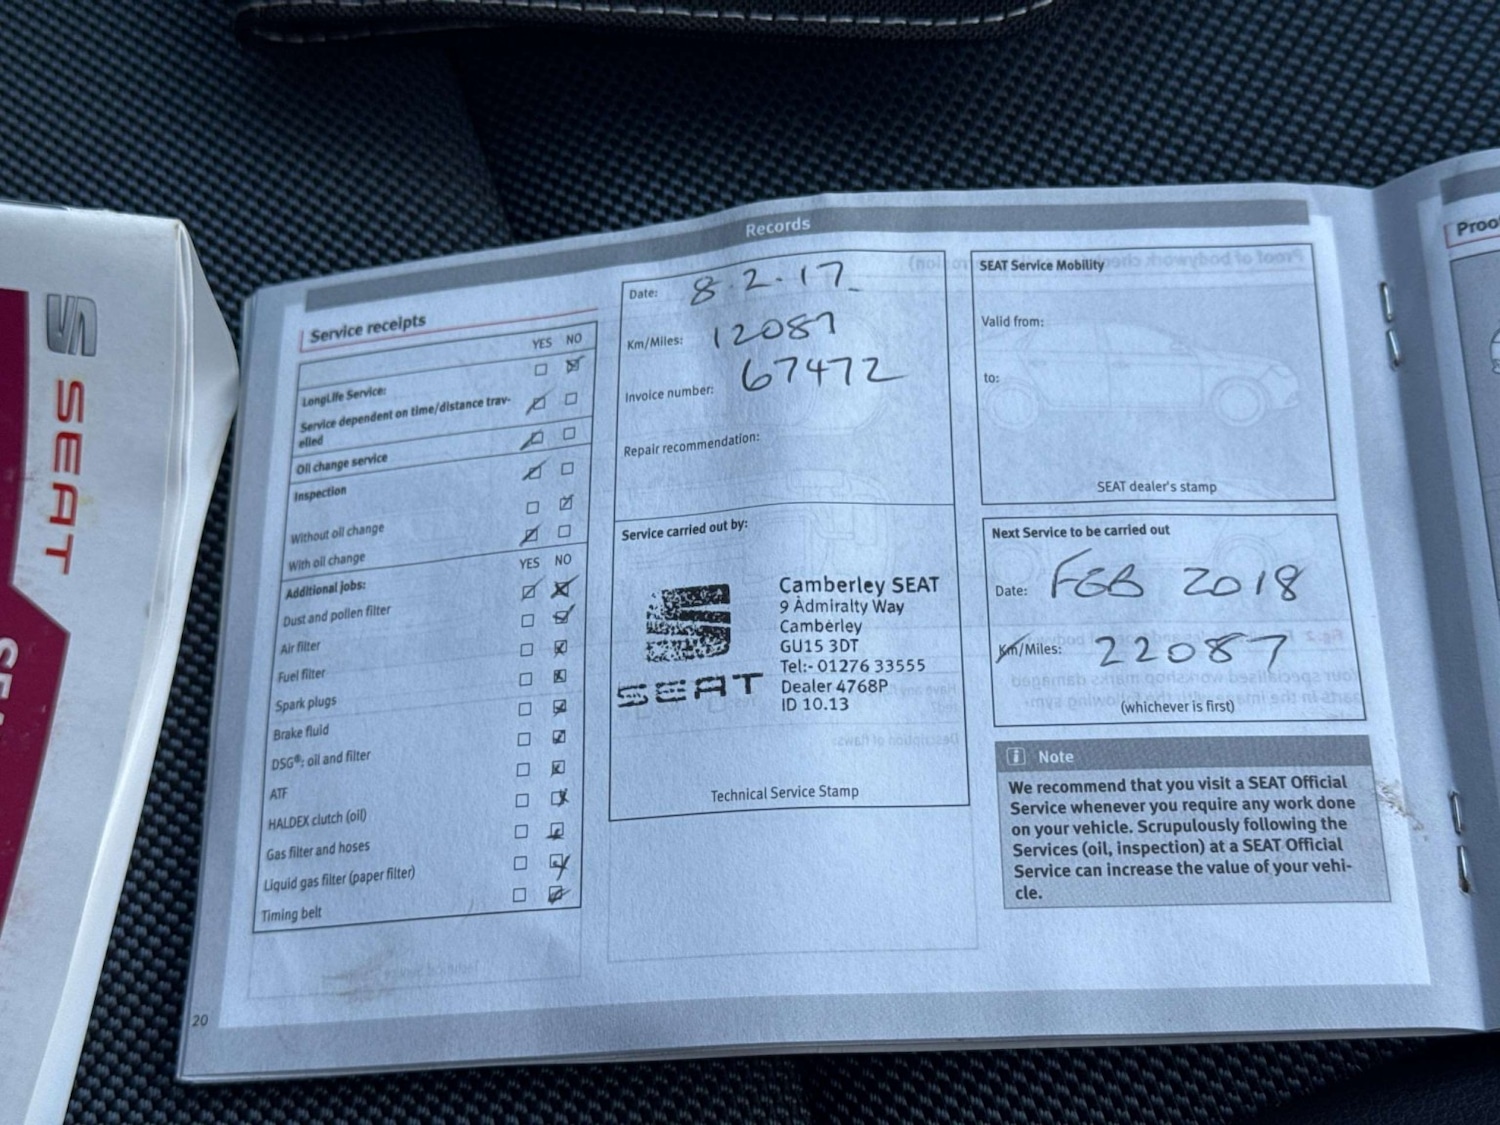 SEAT
Records
Service receipts
YES NO
LongLife Service:
Service dependent on time/distance trav-
elled
Oil change service
Inspection
Without oil change
With oil change
YES NO
Additional jobs:
Dust and pollen filter
Air filter
Fuel filter
Spark plugs
Brake fluid
DSG®: oil and filter
ATF
HALDEX clutch (oil)
Gas filter and hoses
Liquid gas filter (paper filter)
Timing belt
20
Date: 8.2.17
Km/Miles: 12087
Invoice number: 67472
Repair recommendation:
Service carried out by:
SEAT
Camberley SEAT
9 Admiralty Way
Camberley
GU15 3DT
Tel:- 01276 33555
Dealer 4768P
ID 10.13
Technical Service Stamp
SEAT Service Mobility
Valid from:
to:
SEAT dealer's stamp
Next Service to be carried out
Date: FEB 2018
Km/Miles: 22087
(whichever is first)
i Note
We recommend that you visit a SEAT Official
Service whenever you require any work done
on your vehicle. Scrupulously following the
Services (oil, inspection) at a SEAT Official
Service can increase the value of your vehi-
cle.
Proo